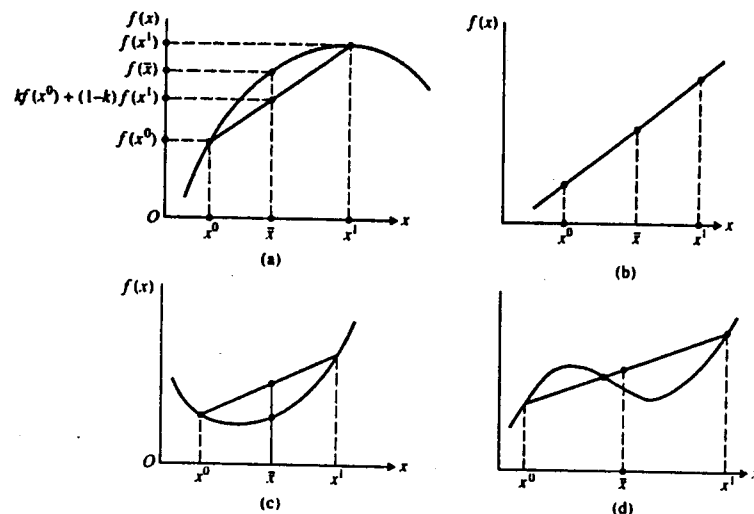 f(x)
f(x¹)
f(x̄)
kf(x⁰) + (1–k) f(x¹)
f(x⁰)
O
x⁰
x̄
x¹
x
(a)
f(x)
x⁰
x̄
x¹
x
(b)
f(x)
O
x⁰
x̄
x¹
x
(c)
x⁰
x̄
x¹
x
(d)